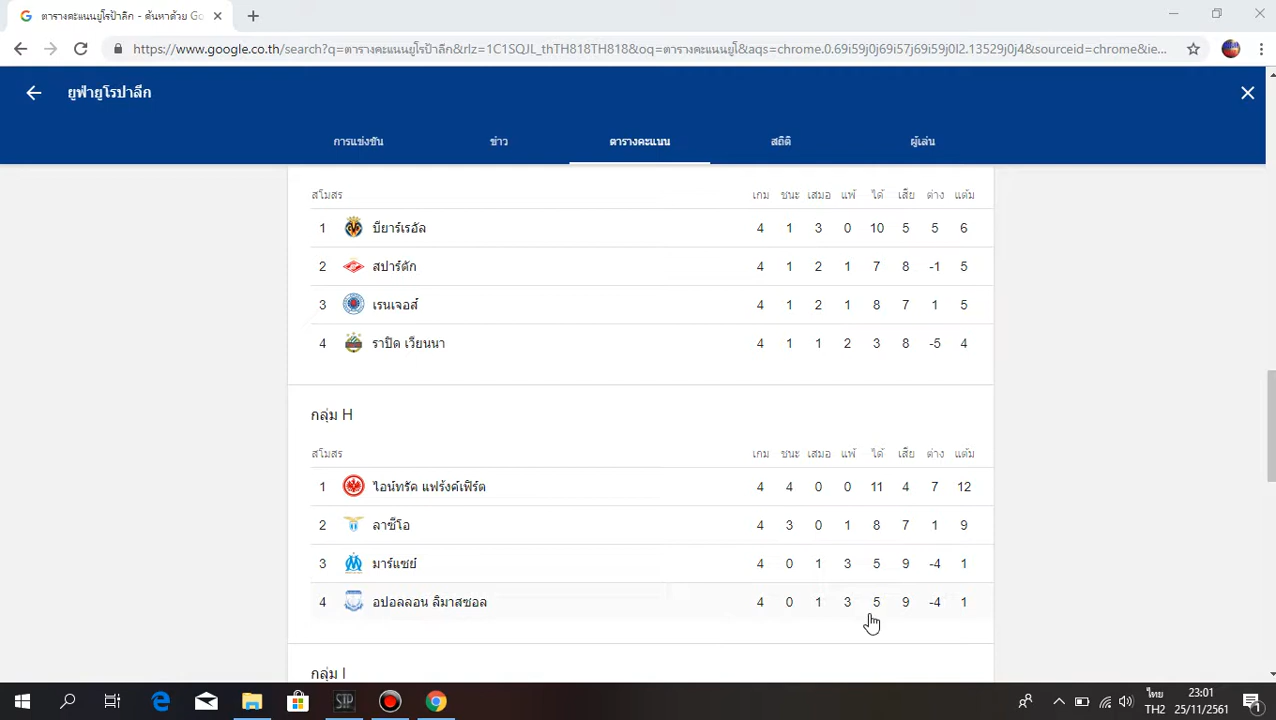 ตารางคะแนนยูโรป้าลีก - ค้นหาด้วย Go
https://www.google.co.th/search?q=ตารางคะแนนยูโรป้าลีก&rlz=1C1SQJL_thTH818TH818&oq=ตารางคะแนนยูโ&aqs=chrome.0.69i59j0j69i57j69i59j0l2.13529j0j4&sourceid=chrome&ie...
ยูฟ่ายูโรปาลีก
การแข่งขัน ข่าว ตารางคะแนน สถิติ ผู้เล่น
สโมสร เกม ชนะ เสมอ แพ้ ได้ เสีย ต่าง แต้ม
1 บียาร์เรอัล 4 1 3 0 10 5 5 6
2 สปาร์ตัก 4 1 2 1 7 8 -1 5
3 เรนเจอส์ 4 1 2 1 8 7 1 5
4 ราปิด เวียนนา 4 1 1 2 3 8 -5 4
กลุ่ม H
สโมสร เกม ชนะ เสมอ แพ้ ได้ เสีย ต่าง แต้ม
1 ไอน์ทรัค แฟร้งค์เฟิร์ต 4 4 0 0 11 4 7 12
2 ลาซีโอ 4 3 0 1 8 7 1 9
3 มาร์แซย์ 4 0 1 3 5 9 -4 1
4 อปอลลอน ลิมาสซอล 4 0 1 3 5 9 -4 1
กลุ่ม I
ไทย 23:01
TH2 25/11/2561 1